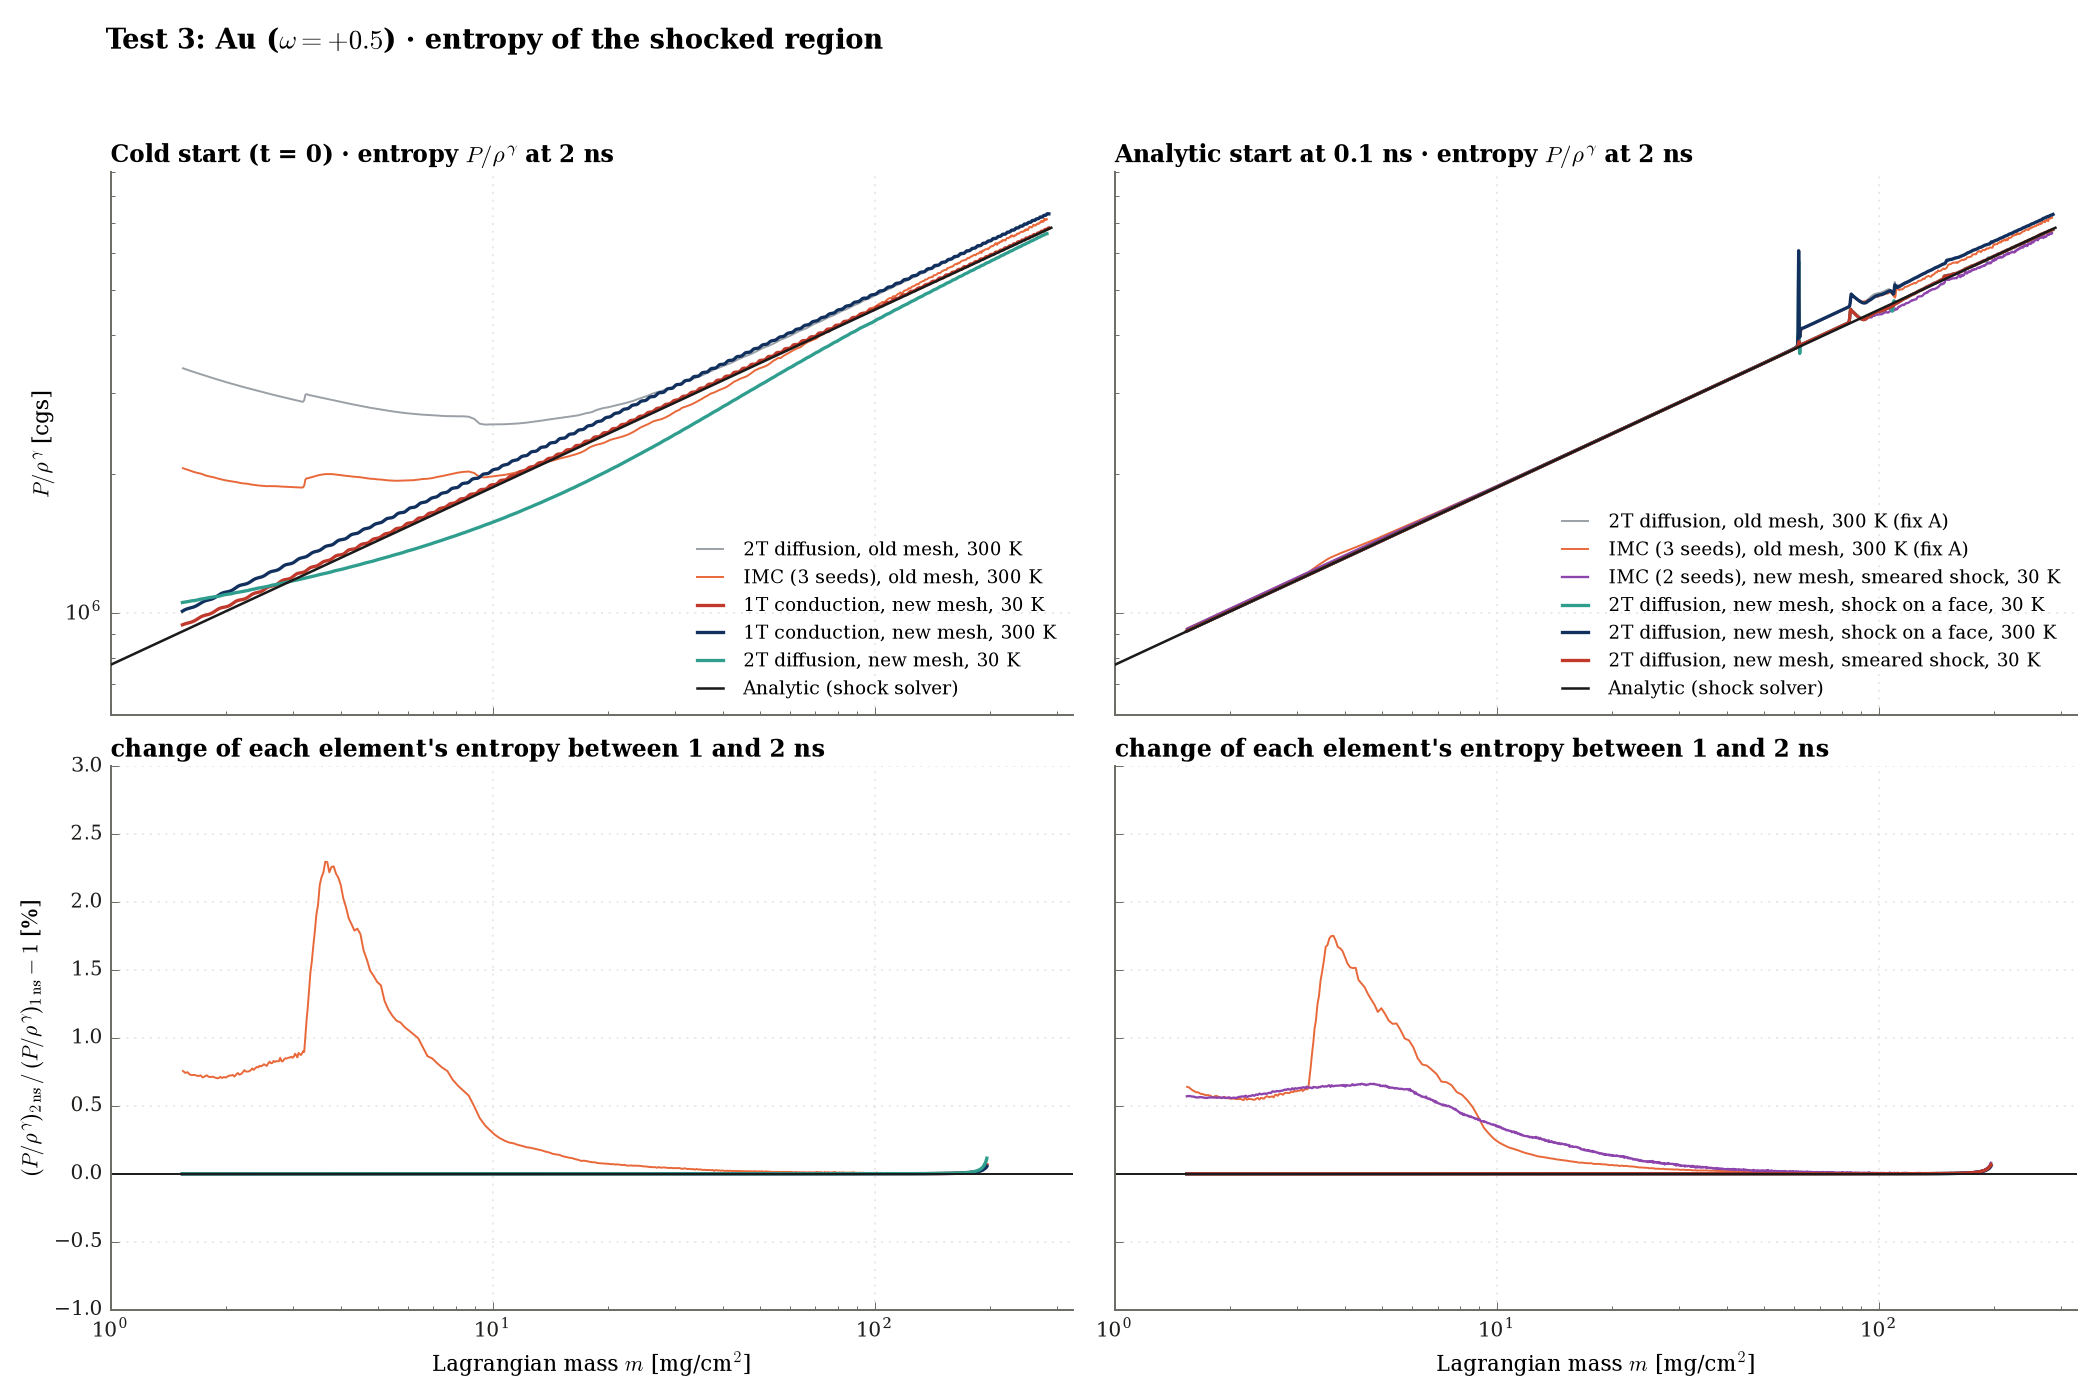 Test 3: Au (ω = +0.5) · entropy of the shocked region
Cold start (t = 0) · entropy P/ρ^γ at 2 ns
P/ρ^γ [cgs]
10^6
2T diffusion, old mesh, 300 K
IMC (3 seeds), old mesh, 300 K
1T conduction, new mesh, 30 K
1T conduction, new mesh, 300 K
2T diffusion, new mesh, 30 K
Analytic (shock solver)
Analytic start at 0.1 ns · entropy P/ρ^γ at 2 ns
2T diffusion, old mesh, 300 K (fix A)
IMC (3 seeds), old mesh, 300 K (fix A)
IMC (2 seeds), new mesh, smeared shock, 30 K
2T diffusion, new mesh, shock on a face, 30 K
2T diffusion, new mesh, shock on a face, 300 K
2T diffusion, new mesh, smeared shock, 30 K
Analytic (shock solver)
change of each element's entropy between 1 and 2 ns
(P/ρ^γ)_{2 ns} / (P/ρ^γ)_{1 ns} − 1 [%]
3.0
2.5
2.0
1.5
1.0
0.5
0.0
−0.5
−1.0
10^0
10^1
10^2
Lagrangian mass m [mg/cm^2]
change of each element's entropy between 1 and 2 ns
10^0
10^1
10^2
Lagrangian mass m [mg/cm^2]